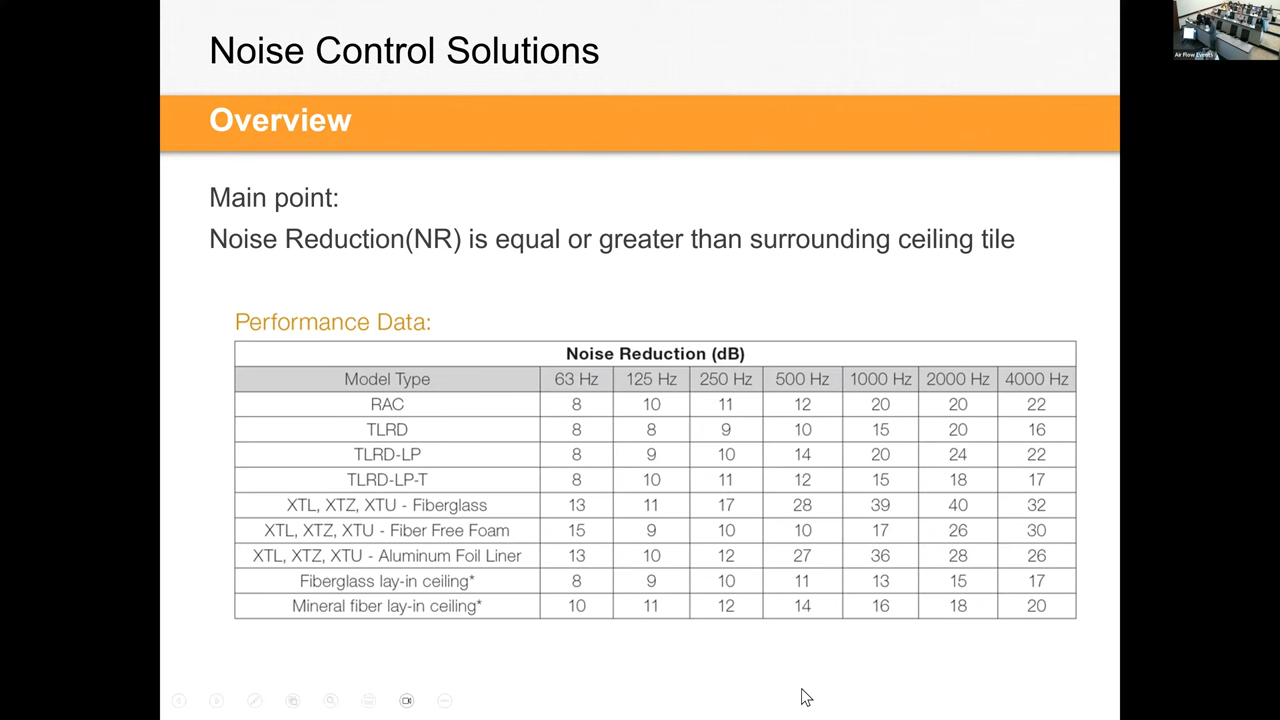 Noise Control Solutions
Overview
Main point:
Noise Reduction(NR) is equal or greater than surrounding ceiling tile
Performance Data:
Noise Reduction (dB)
Model Type 63 Hz 125 Hz 250 Hz 500 Hz 1000 Hz 2000 Hz 4000 Hz
RAC 8 10 11 12 20 20 22
TLRD 8 8 9 10 15 20 16
TLRD-LP 8 9 10 14 20 24 22
TLRD-LP-T 8 10 11 12 15 18 17
XTL, XTZ, XTU - Fiberglass 13 11 17 28 39 40 32
XTL, XTZ, XTU - Fiber Free Foam 15 9 10 10 17 26 30
XTL, XTZ, XTU - Aluminum Foil Liner 13 10 12 27 36 28 26
Fiberglass lay-in ceiling* 8 9 10 11 13 15 17
Mineral fiber lay-in ceiling* 10 11 12 14 16 18 20
Air Flow Events